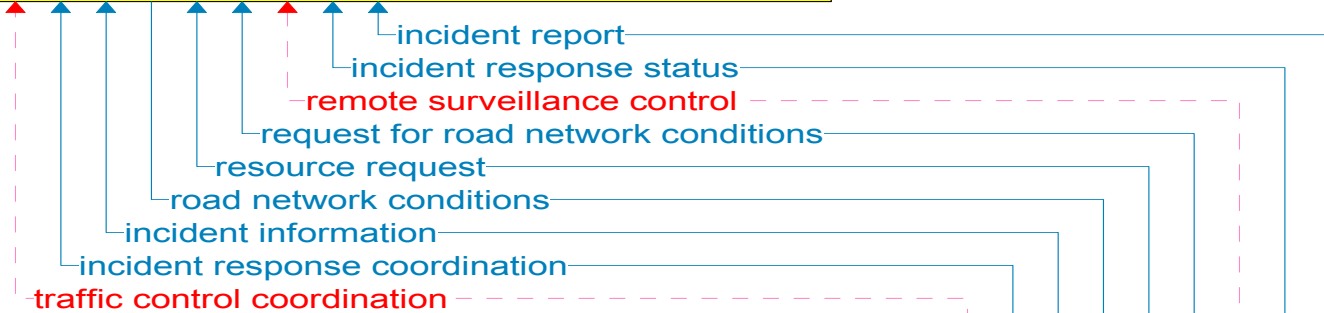 incident report
incident response status
remote surveillance control
request for road network conditions
resource request
road network conditions
incident information
incident response coordination
traffic control coordination